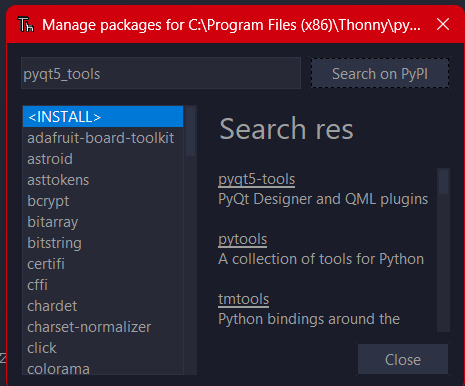 Th Manage packages for C:\Program Files (x86)\Thonny\py...
pyqt5_tools
Search on PyPI
<INSTALL>
adafruit-board-toolkit
astroid
asttokens
bcrypt
bitarray
bitstring
certifi
cffi
chardet
charset-normalizer
click
colorama
Search res
pyqt5-tools
PyQt Designer and QML plugins
pytools
A collection of tools for Python
tmtools
Python bindings around the
Close